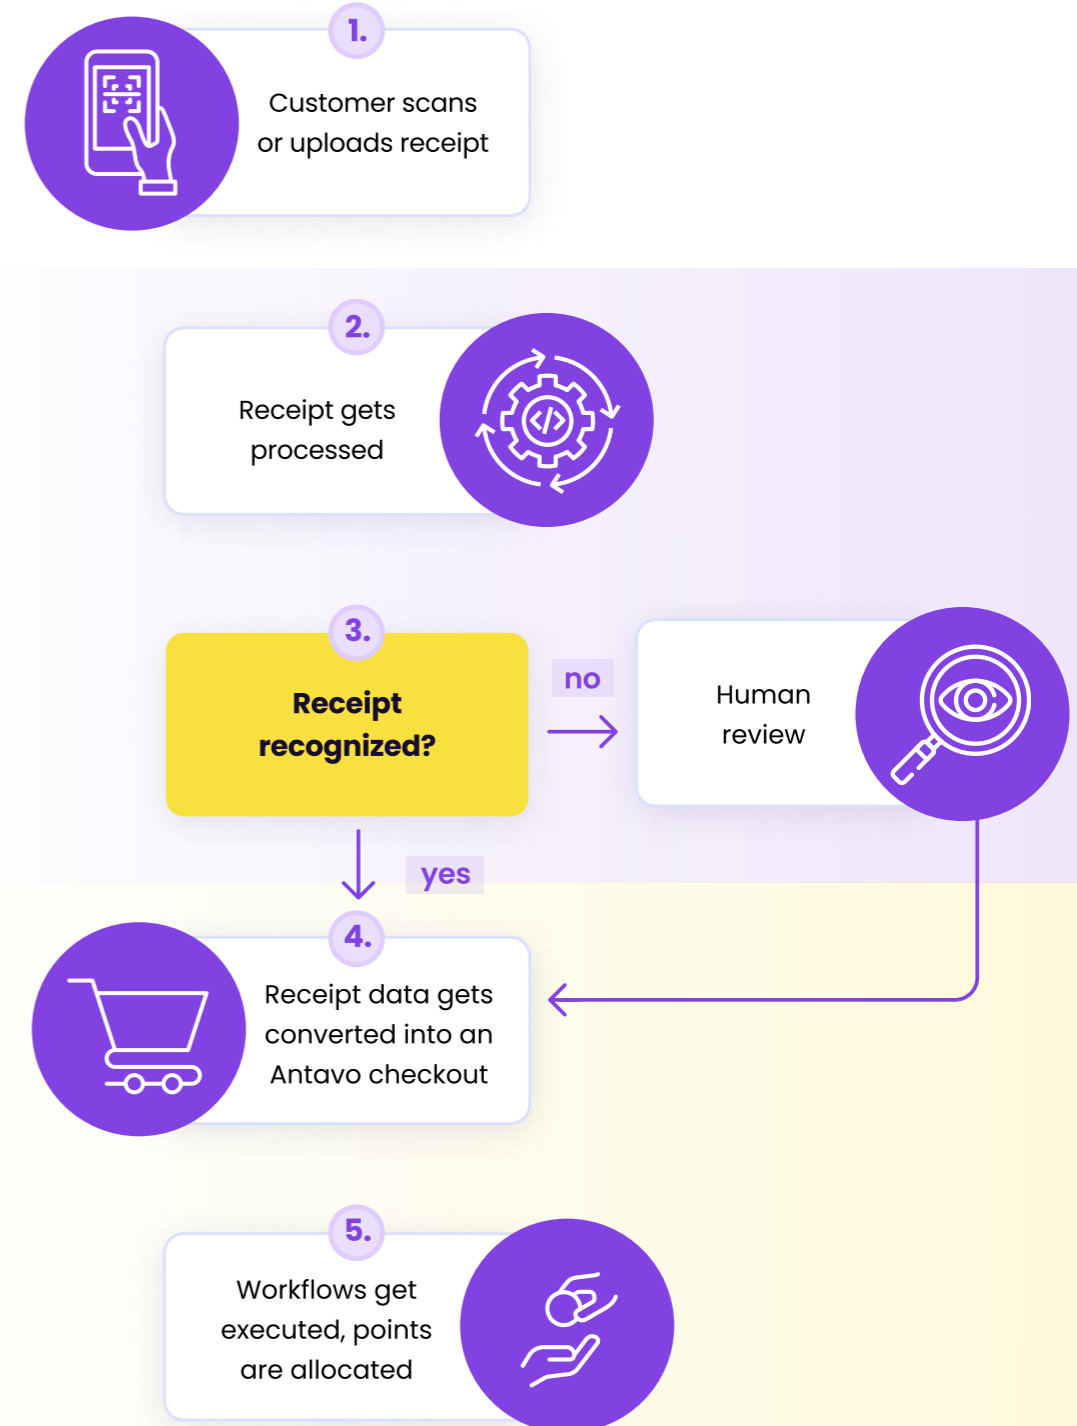 1.
Customer scans
or uploads receipt
2.
Receipt gets
processed
3.
Receipt
recognized?
no
Human
review
yes
4.
Receipt data gets
converted into an
Antavo checkout
5.
Workflows get
executed, points
are allocated